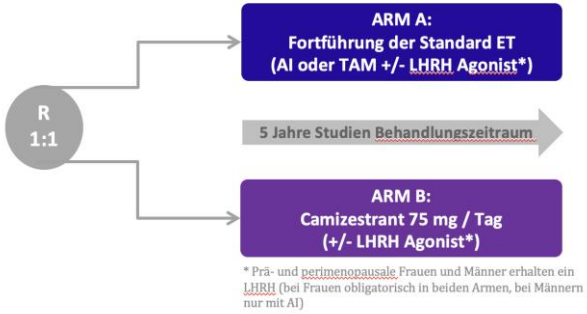 ARM A:
Fortführung der Standard ET
(AI oder TAM +/- LHRH Agonist*)
R
1:1
5 Jahre Studien Behandlungszeitraum
ARM B:
Camizestrant 75 mg / Tag
(+/- LHRH Agonist*)
* Prä- und perimenopausale Frauen und Männer erhalten ein
LHRH (bei Frauen obligatorisch in beiden Armen, bei Männern
nur mit AI)